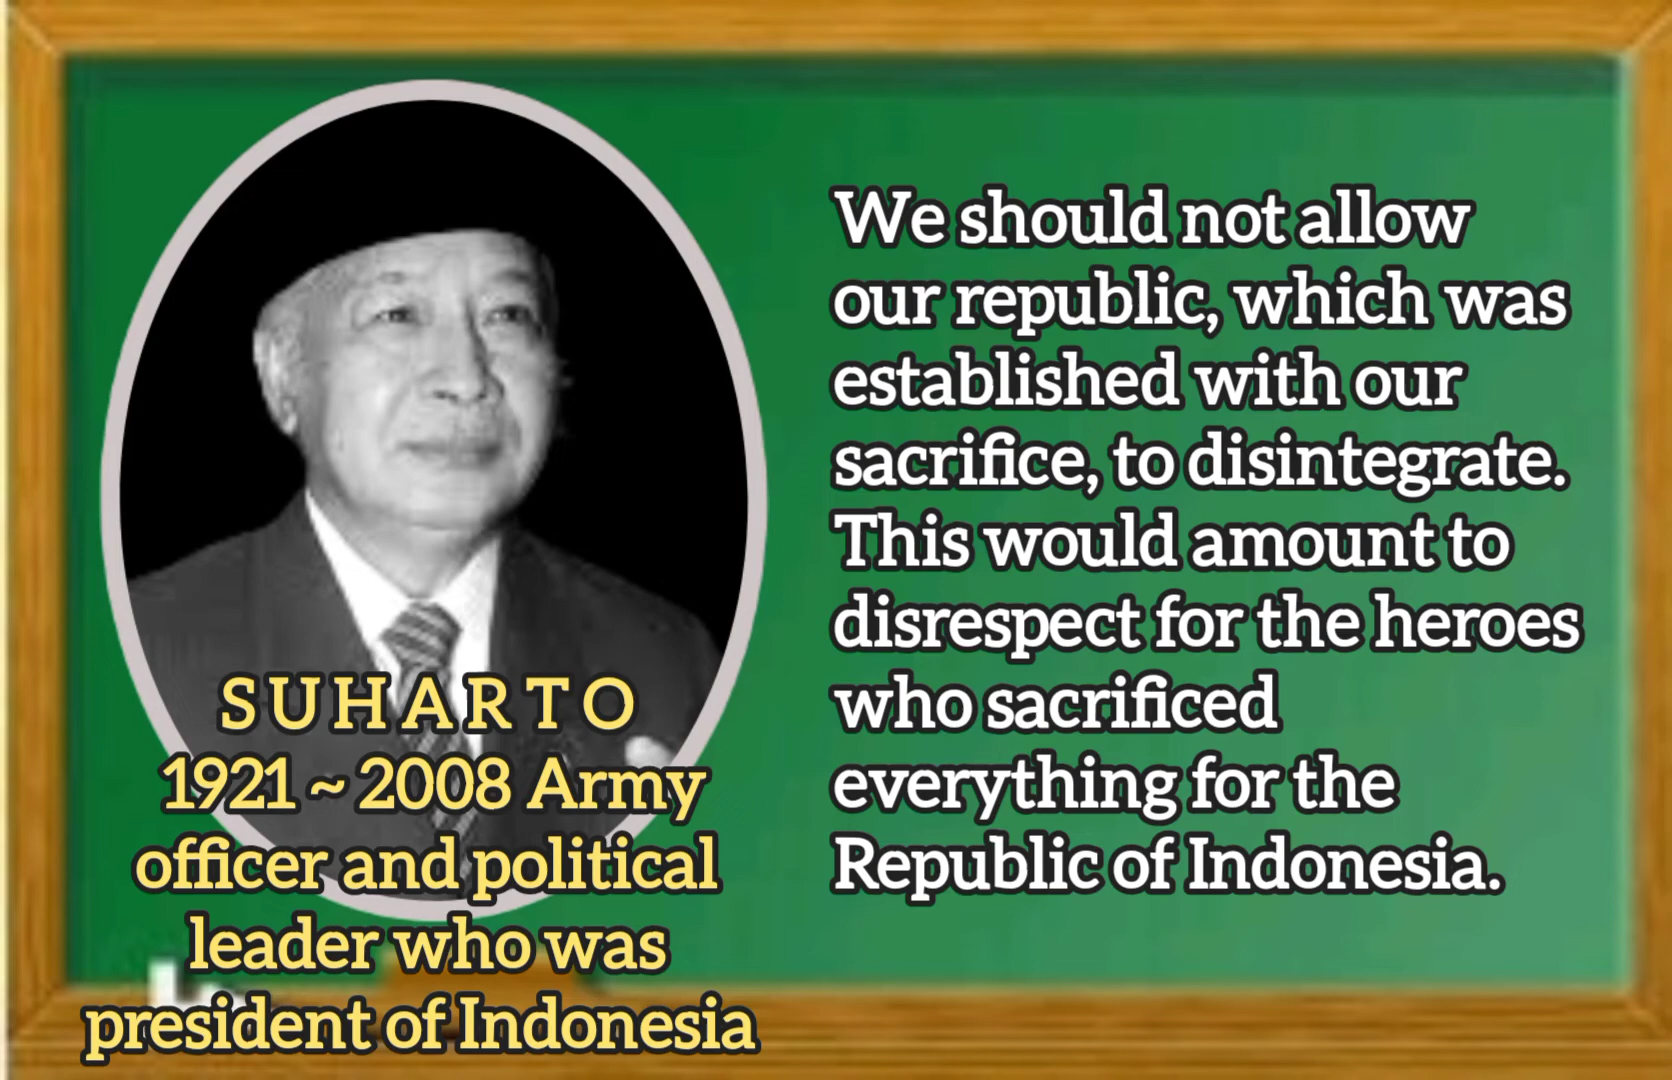 We should not allow
our republic, which was
established with our
sacrifice, to disintegrate.
This would amount to
disrespect for the heroes
who sacrificed
everything for the
Republic of Indonesia.
SUHARTO
1921 ~ 2008 Army
officer and political
leader who was
president of Indonesia